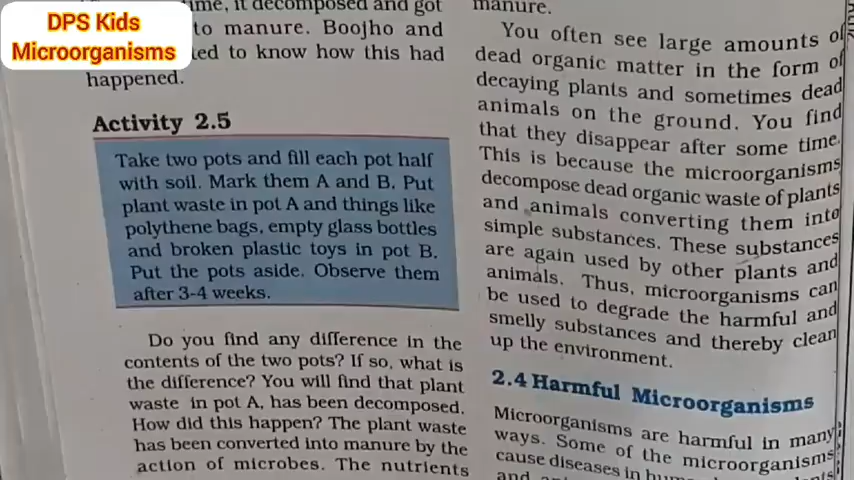 DPS Kids
Microorganisms
time, it decomposed and got
to manure. Boojho and
ted to know how this had
happened.
Activity 2.5
Take two pots and fill each pot half
with soil. Mark them A and B. Put
plant waste in pot A and things like
polythene bags, empty glass bottles
and broken plastic toys in pot B.
Put the pots aside. Observe them
after 3-4 weeks.
Do you find any difference in the
contents of the two pots? If so, what is
the difference? You will find that plant
waste in pot A, has been decomposed.
How did this happen? The plant waste
has been converted into manure by the
action of microbes. The nutrients
manure.
You often see large amounts of
dead organic matter in the form of
decaying plants and sometimes dead
animals on the ground. You find
that they disappear after some time.
This is because the microorganisms
decompose dead organic waste of plants
and animals converting them into
simple substances. These substances
are again used by other plants and
animals. Thus, microorganisms can
be used to degrade the harmful and
smelly substances and thereby clean
up the environment.
2.4 Harmful Microorganisms
Microorganisms are harmful in many
ways. Some of the microorganisms
cause diseases in